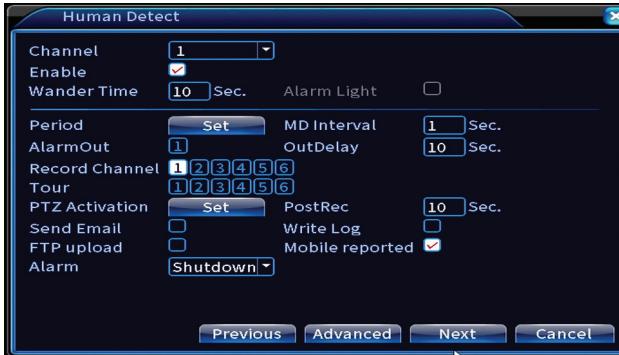 Human Detect
Channel 1
Enable
Wander Time 10 Sec. Alarm Light
Period Set MD Interval 1 Sec.
AlarmOut 1 OutDelay 10 Sec.
Record Channel 1 2 3 4 5 6
Tour 1 2 3 4 5 6
PTZ Activation Set PostRec 10 Sec.
Send Email Write Log
FTP upload Mobile reported
Alarm Shutdown
Previous Advanced Next Cancel